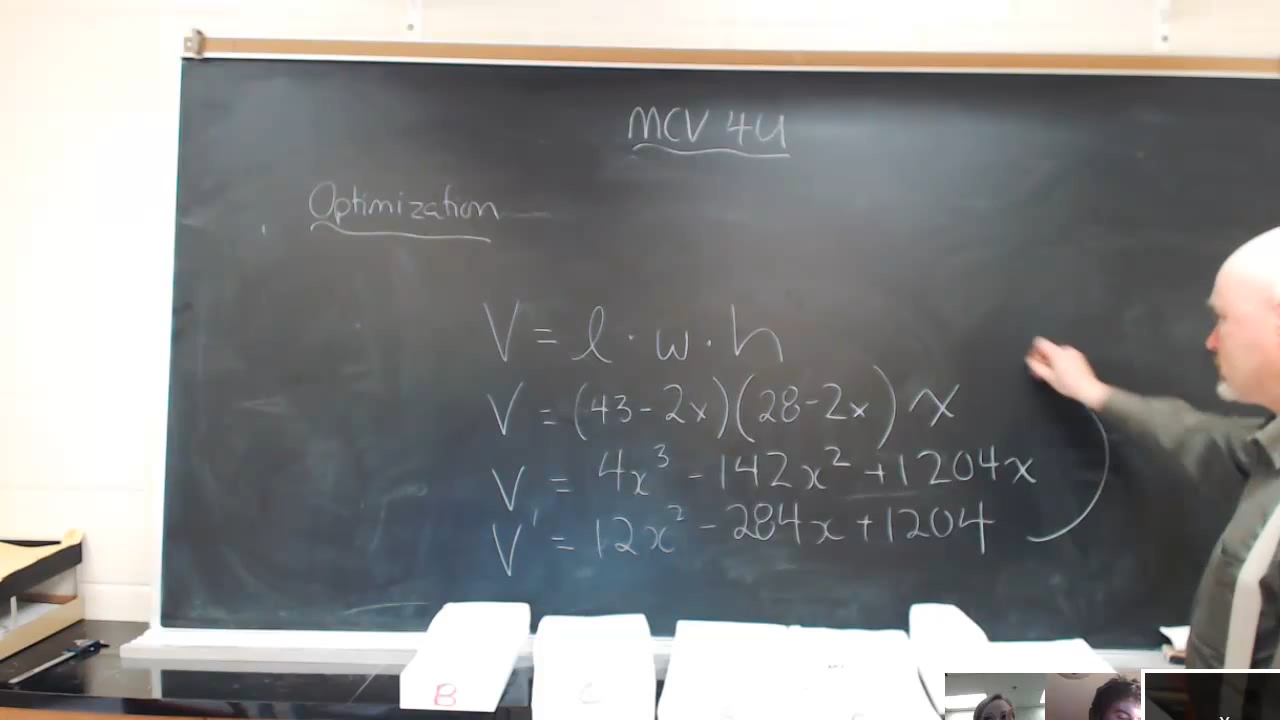 MCV 4U
Optimization
V = l · w · h
V = (43 - 2x)(28 - 2x) x
V = 4x³ - 142x² + 1204x
V' = 12x² - 284x + 1204
B
C